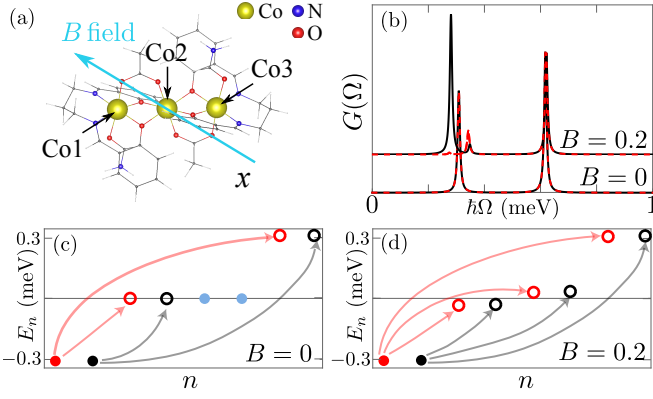 (a)
Co
N
O
B field
Co2
Co3
Co1
x
(b)
G(Ω)
B = 0.2
B = 0
0
ħΩ (meV)
1
(c)
0.3
E_n (meV)
−0.3
B = 0
n
(d)
0.3
E_n (meV)
−0.3
B = 0.2
n